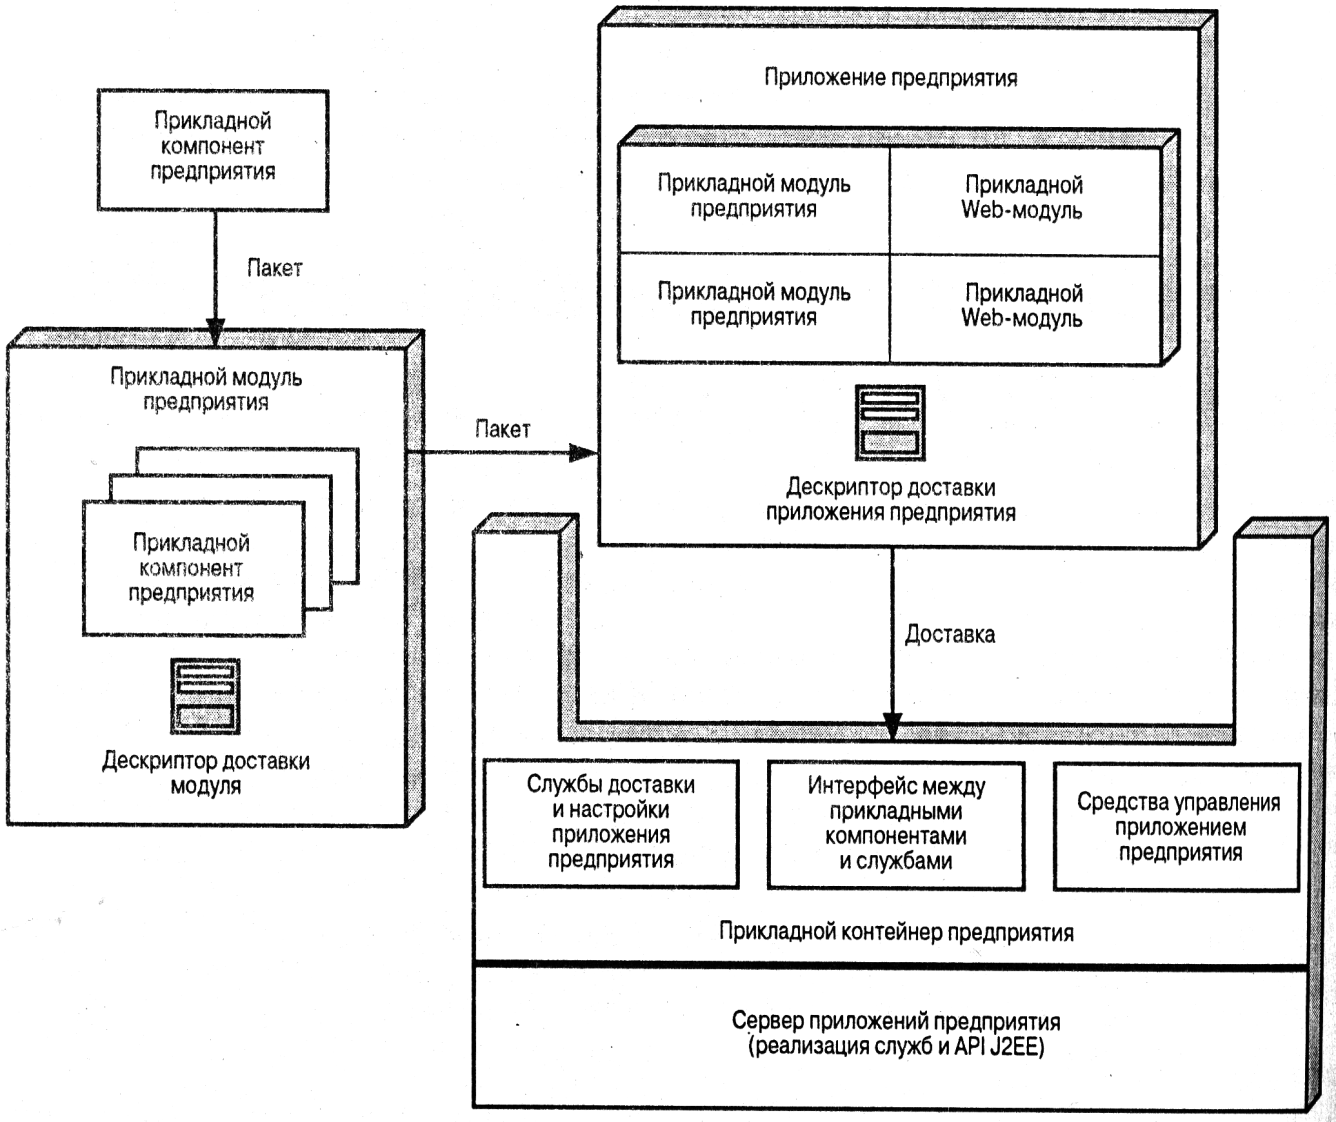 Приложение предприятия
Прикладной
компонент
предприятия
Прикладной модуль
предприятия
Прикладной
Web-модуль
Пакет
Прикладной модуль
предприятия
Прикладной
Web-модуль
Прикладной модуль
предприятия
Пакет
Дескриптор доставки
приложения предприятия
Прикладной
компонент
предприятия
Доставка
Дескриптор доставки
модуля
Службы доставки
и настройки
приложения
предприятия
Интерфейс между
прикладными
компонентами
и службами
Средства управления
приложением
предприятия
Прикладной контейнер предприятия
Сервер приложений предприятия
(реализация служб и API J2EE)